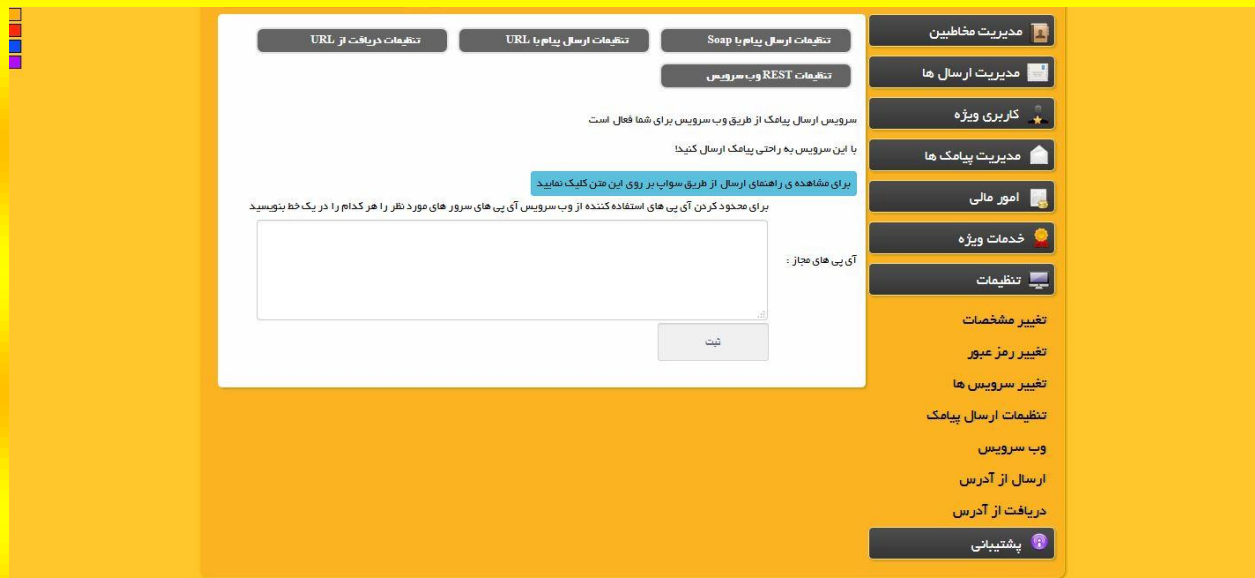 مدیریت مخاطبین
مدیریت ارسال ها
کاربری ویژه
مدیریت پیامک ها
امور مالی
خدمات ویژه
تنظیمات
تغییر مشخصات
تغییر رمز عبور
تغییر سرویس ها
تنظیمات ارسال پیامک
وب سرویس
ارسال از آدرس
دریافت از آدرس
پشتیبانی
تنظیمات ارسال پیام با Soap
تنظیمات ارسال پیام با URL
تنظیمات دریافت از URL
تنظیمات REST وب سرویس
سرویس ارسال پیامک از طریق وب سرویس برای شما فعال است
با این سرویس به راحتی پیامک ارسال کنید!
برای مشاهده ی راهنمای ارسال از طریق سواپ بر روی این متن کلیک نمایید
برای محدود کردن آی پی های استفاده کننده از وب سرویس آی پی های سرور های مورد نظر را هر کدام را در یک خط بنویسید
آی پی های مجاز :
ثبت